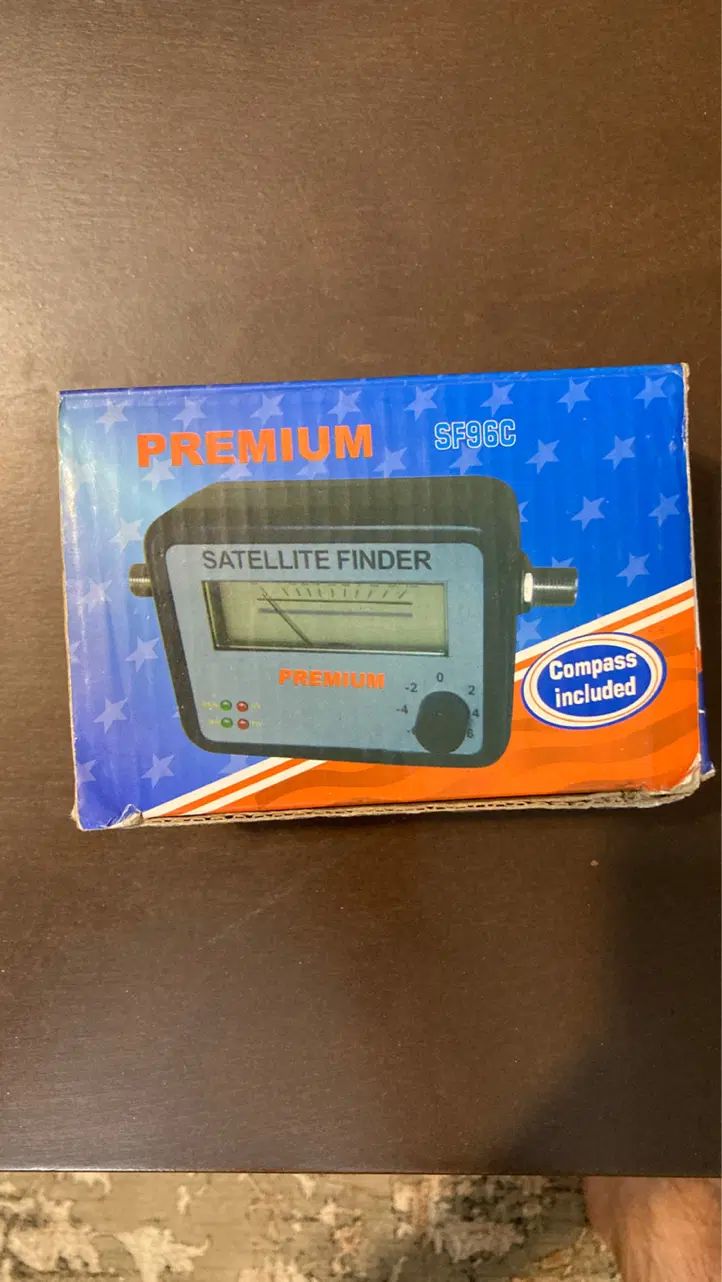 PREMIUM SF96C
SATELLITE FINDER
PREMIUM
-2 0 2
-4 4
6
Compass
included